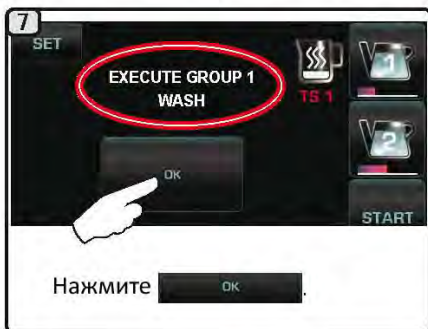 7
SET
EXECUTE GROUP 1
WASH
TS 1
1
2
OK
START
Нажмите OK.